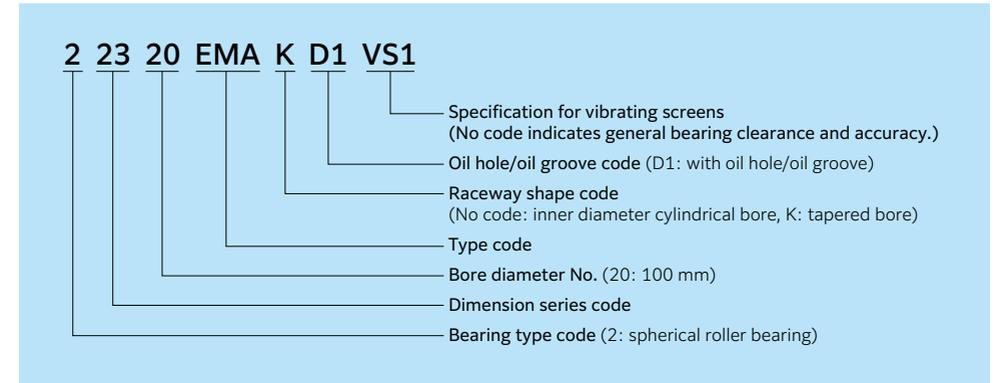 2 23 20 EMA K D1 VS1
Specification for vibrating screens
(No code indicates general bearing clearance and accuracy.)
Oil hole/oil groove code (D1: with oil hole/oil groove)
Raceway shape code
(No code: inner diameter cylindrical bore, K: tapered bore)
Type code
Bore diameter No. (20: 100 mm)
Dimension series code
Bearing type code (2: spherical roller bearing)